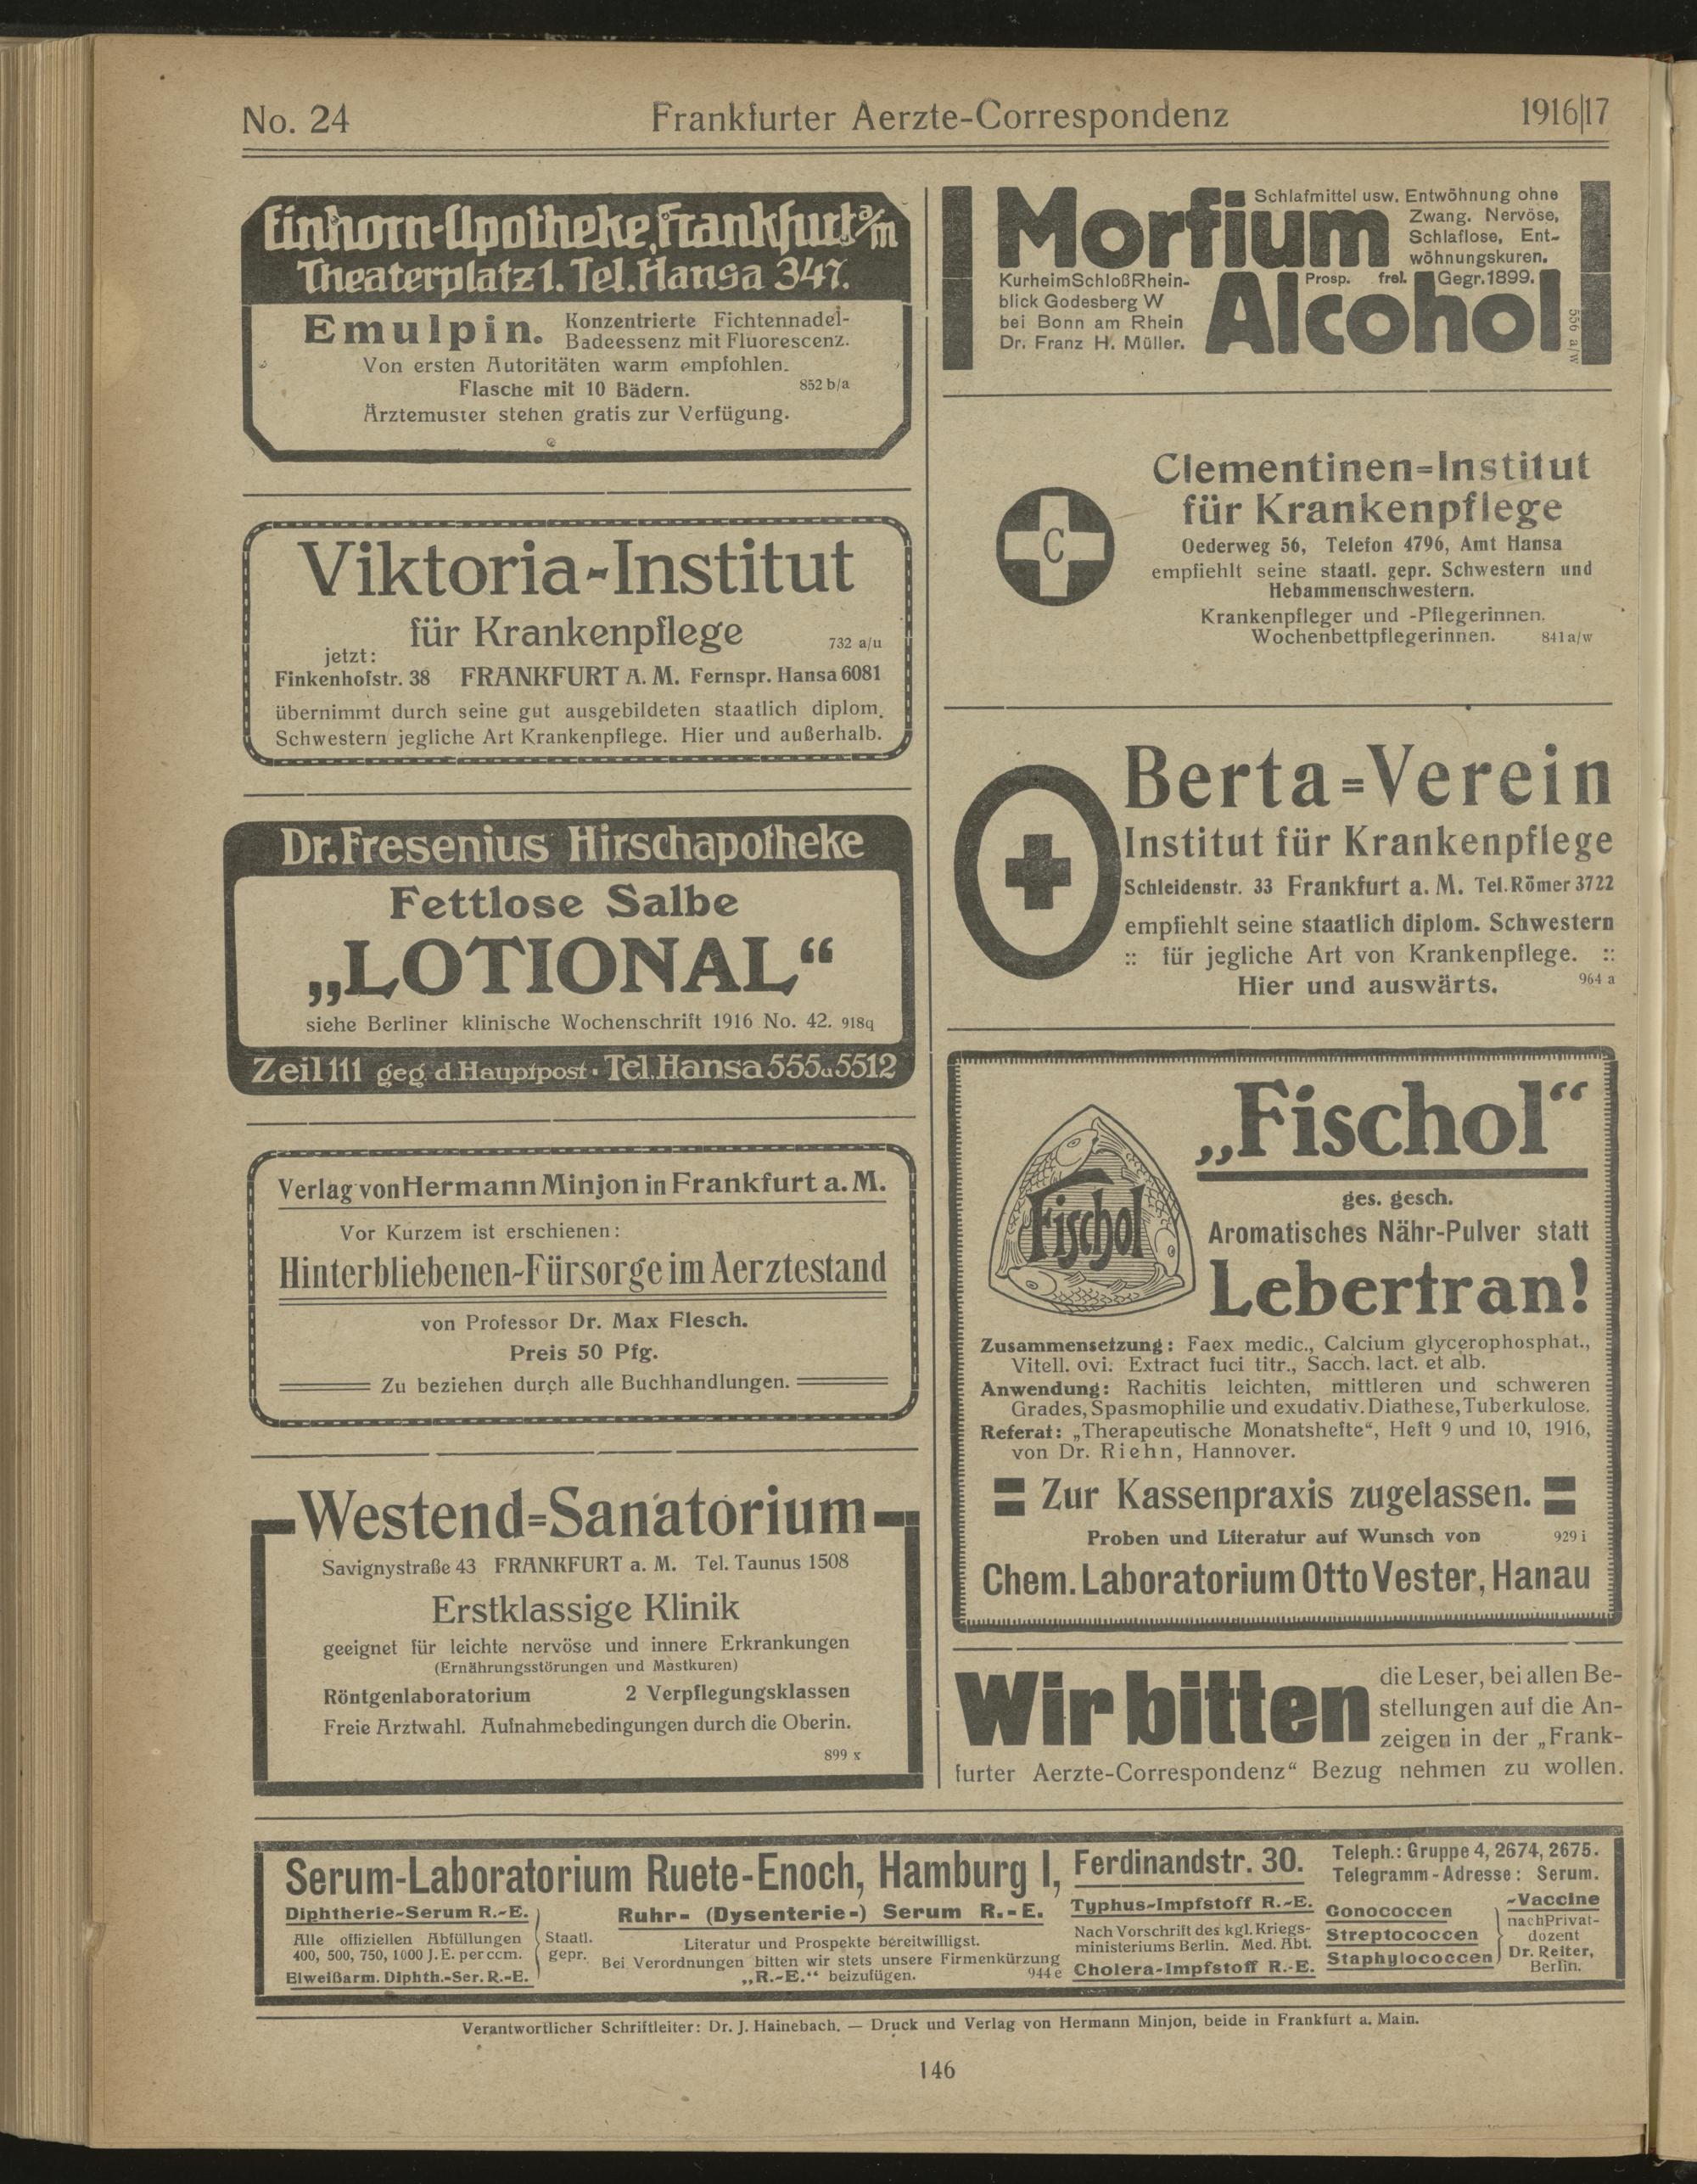 No. 24 Frankfurter Aerzte-Correspondenz 1916|17
Einhorn-Apotheke, Frankfurt a/m
Theaterplatz 1. Tel. Hansa 347.
Emulpin. Konzentrierte Fichtennadel-
Badeessenz mit Fluorescenz.
Von ersten Autoritäten warm empfohlen.
Flasche mit 10 Bädern. 852 b/a
Ärztemuster stehen gratis zur Verfügung.
Viktoria-Institut
für Krankenpflege 732 a/u
jetzt:
Finkenhofstr. 38 FRANKFURT A. M. Fernspr. Hansa 6081
übernimmt durch seine gut ausgebildeten staatlich diplom.
Schwestern jegliche Art Krankenpflege. Hier und außerhalb.
Dr. Fresenius Hirschapotheke
Fettlose Salbe
„LOTIONAL“
siehe Berliner klinische Wochenschrift 1916 No. 42. 918q
Zeil 111 geg. d. Hauptpost · Tel. Hansa 555 u 5512
Verlag von Hermann Minjon in Frankfurt a. M.
Vor Kurzem ist erschienen:
Hinterbliebenen-Fürsorge im Aerztestand
von Professor Dr. Max Flesch.
Preis 50 Pfg.
Zu beziehen durch alle Buchhandlungen.
Westend=Sanatorium
Savignystraße 43 FRANKFURT a. M. Tel. Taunus 1508
Erstklassige Klinik
geeignet für leichte nervöse und innere Erkrankungen
(Ernährungsstörungen und Mastkuren)
Röntgenlaboratorium 2 Verpflegungsklassen
Freie Arztwahl. Aufnahmebedingungen durch die Oberin.
899 x
Morfium Schlafmittel usw. Entwöhnung ohne
Zwang. Nervöse,
Schlaflose, Ent-
wöhnungskuren.
Kurheim Schloß Rhein-
blick Godesberg W
bei Bonn am Rhein
Dr. Franz H. Müller.
Prosp. frei. Gegr. 1899.
Alcohol
556 a/w
Clementinen=Institut
für Krankenpflege
C
Oederweg 56, Telefon 4796, Amt Hansa
empfiehlt seine staatl. gepr. Schwestern und
Hebammenschwestern.
Krankenpfleger und -Pflegerinnen.
Wochenbettpflegerinnen. 841 a/w
Berta=Verein
Institut für Krankenpflege
Schleidenstr. 33 Frankfurt a. M. Tel. Römer 3722
empfiehlt seine staatlich diplom. Schwestern
:: für jegliche Art von Krankenpflege. ::
Hier und auswärts. 964 a
„Fischol“
Fischol
ges. gesch.
Aromatisches Nähr-Pulver statt
Lebertran!
Zusammensetzung: Faex medic., Calcium glycerophosphat.,
Vitell. ovi. Extract fuci titr., Sacch. lact. et alb.
Anwendung: Rachitis leichten, mittleren und schweren
Grades, Spasmophilie und exudativ. Diathese, Tuberkulose.
Referat: „Therapeutische Monatshefte“, Heft 9 und 10, 1916,
von Dr. Riehn, Hannover.
Zur Kassenpraxis zugelassen.
Proben und Literatur auf Wunsch von 929 i
Chem. Laboratorium Otto Vester, Hanau
Wir bitten die Leser, bei allen Be-
stellungen auf die An-
zeigen in der „Frank-
furter Aerzte-Correspondenz“ Bezug nehmen zu wollen.
Serum-Laboratorium Ruete-Enoch, Hamburg I, Ferdinandstr. 30.
Teleph.: Gruppe 4, 2674, 2675.
Telegramm-Adresse: Serum.
Diphtherie-Serum R.-E.
Alle offiziellen Abfüllungen
400, 500, 750, 1000 J. E. per ccm.
Eiweißarm. Diphth.-Ser. R.-E.
Staatl.
gepr.
Ruhr- (Dysenterie-) Serum R.-E.
Literatur und Prospekte bereitwilligst.
Bei Verordnungen bitten wir stets unsere Firmenkürzung
„R.-E.“ beizufügen. 944 e
Typhus-Impfstoff R.-E.
Nach Vorschrift des kgl. Kriegs-
ministeriums Berlin. Med. Abt.
Cholera-Impfstoff R.-E.
Gonococcen
Streptococcen
Staphylococcen
-Vaccine
nach Privat-
dozent
Dr. Reiter,
Berlin.
Verantwortlicher Schriftleiter: Dr. J. Hainebach. — Druck und Verlag von Hermann Minjon, beide in Frankfurt a. Main.
146